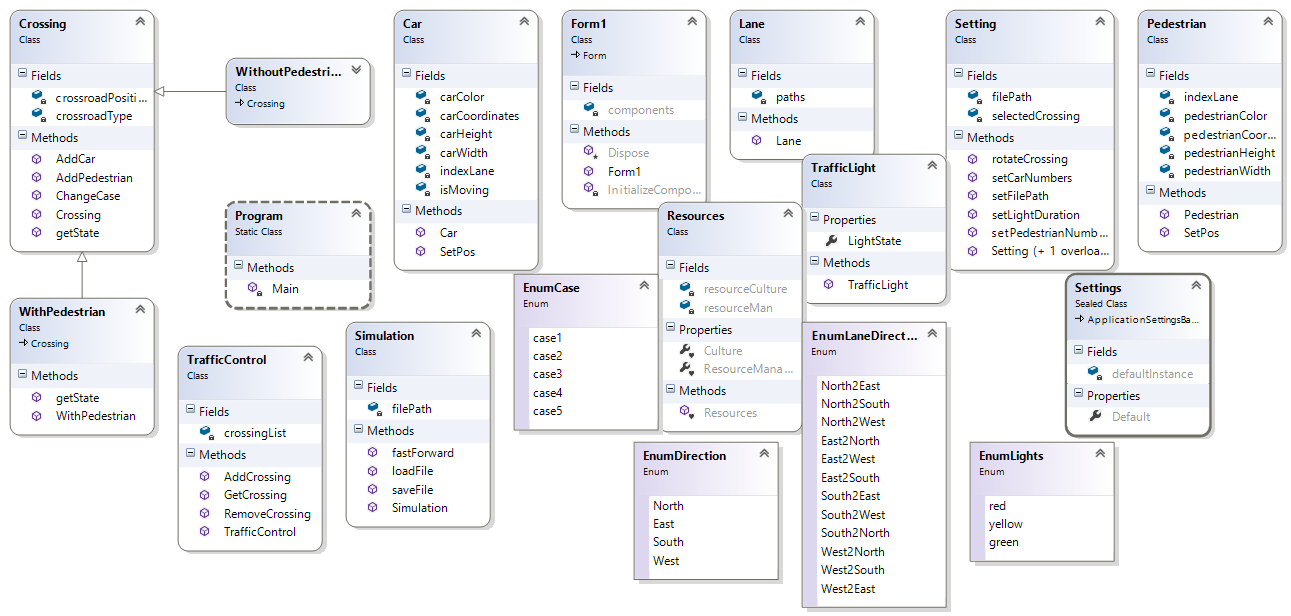 Crossing
Class
Fields
crossroadPositi...
crossroadType
Methods
AddCar
AddPedestrian
ChangeCase
Crossing
getState
WithoutPedestri...
Class
Crossing
Car
Class
Fields
carColor
carCoordinates
carHeight
carWidth
indexLane
isMoving
Methods
Car
SetPos
Form1
Class
Form
Fields
components
Methods
Dispose
Form1
InitializeCompo...
Lane
Class
Fields
paths
Methods
Lane
Setting
Class
Fields
filePath
selectedCrossing
Methods
rotateCrossing
setCarNumbers
setFilePath
setLightDuration
setPedestrianNumb...
Setting (+ 1 overloa...
Pedestrian
Class
Fields
indexLane
pedestrianColor
pedestrianCoor...
pedestrianHeight
pedestrianWidth
Methods
Pedestrian
SetPos
TrafficLight
Class
Properties
LightState
Methods
TrafficLight
Program
Static Class
Methods
Main
Resources
Class
Fields
resourceCulture
resourceMan
Properties
Culture
ResourceMana...
Methods
Resources
EnumCase
Enum
case1
case2
case3
case4
case5
Settings
Sealed Class
ApplicationSettingsBa...
Fields
defaultInstance
Properties
Default
WithPedestrian
Class
Crossing
Methods
getState
WithPedestrian
TrafficControl
Class
Fields
crossingList
Methods
AddCrossing
GetCrossing
RemoveCrossing
TrafficControl
Simulation
Class
Fields
filePath
Methods
fastForward
loadFile
saveFile
Simulation
EnumLaneDirect...
Enum
North2East
North2South
North2West
East2North
East2West
East2South
South2East
South2West
South2North
West2North
West2South
West2East
EnumDirection
Enum
North
East
South
West
EnumLights
Enum
red
yellow
green